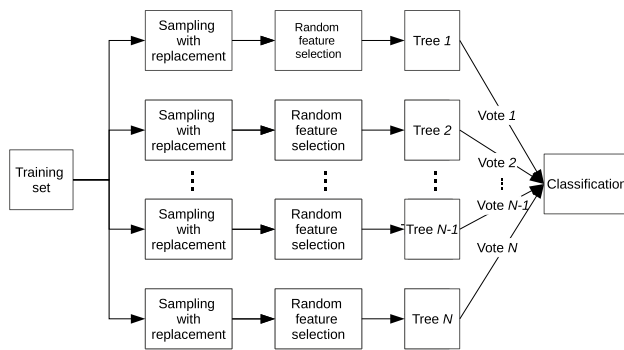 Sampling
with
replacement
Random
feature
selection
Tree 1
Vote 1
Sampling
with
replacement
Random
feature
selection
Tree 2
Vote 2
Training
set
Classification
Sampling
with
replacement
Random
feature
selection
Tree N-1
Vote N-1
Vote N
Sampling
with
replacement
Random
feature
selection
Tree N